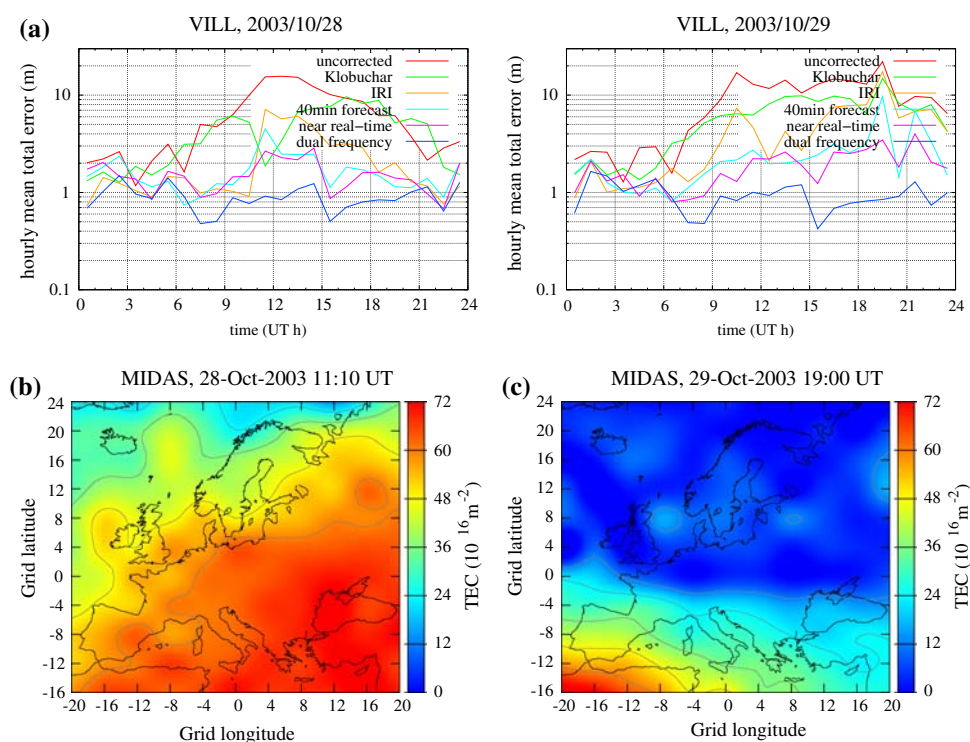 (a)
VILL, 2003/10/28
hourly mean total error (m)
10
1
0.1
uncorrected
Klobuchar
IRI
40min forecast
near real-time
dual frequency
0 3 6 9 12 15 18 21 24
time (UT h)
VILL, 2003/10/29
hourly mean total error (m)
10
1
0.1
uncorrected
Klobuchar
IRI
40min forecast
near real-time
dual frequency
0 3 6 9 12 15 18 21 24
time (UT h)
(b)
MIDAS, 28-Oct-2003 11:10 UT
Grid latitude
24
20
16
12
8
4
0
-4
-8
-12
-16
-20 -16 -12 -8 -4 0 4 8 12 16 20
Grid longitude
72
60
48
36
24
12
0
TEC (10 16 m-2)
(c)
MIDAS, 29-Oct-2003 19:00 UT
Grid latitude
24
20
16
12
8
4
0
-4
-8
-12
-16
-20 -16 -12 -8 -4 0 4 8 12 16 20
Grid longitude
72
60
48
36
24
12
0
TEC (10 16 m-2)